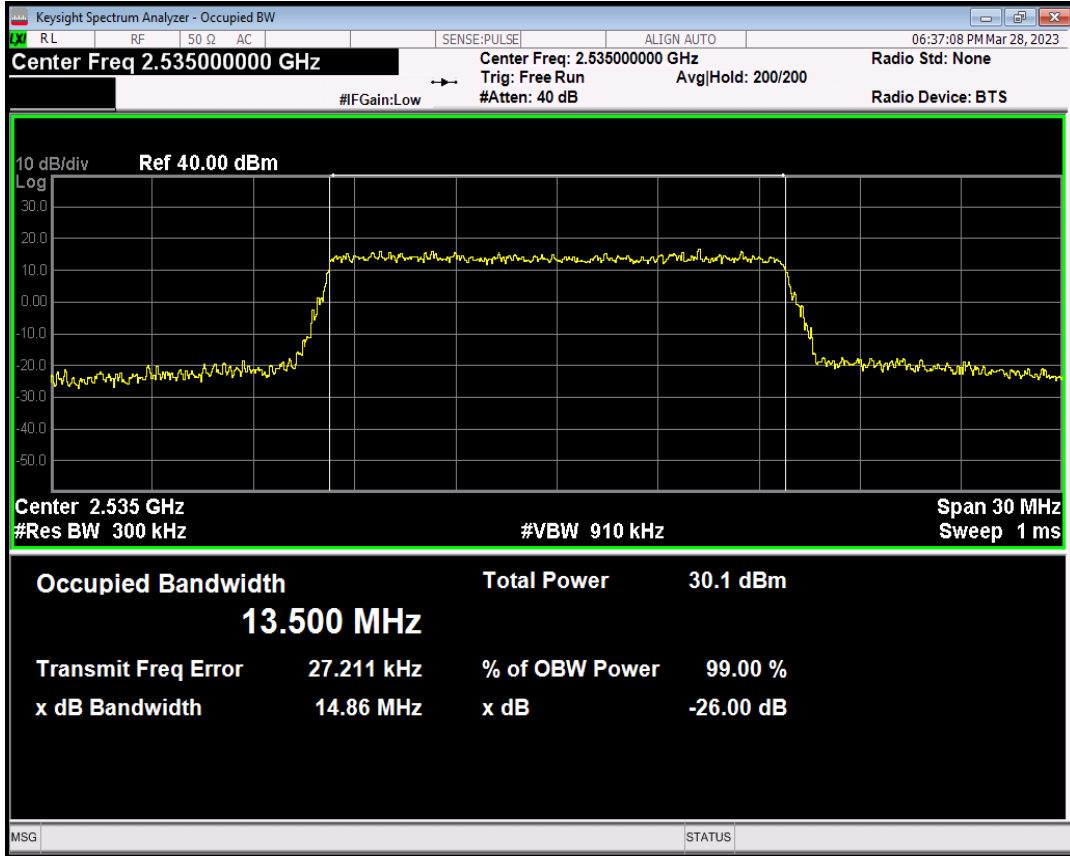 Keysight Spectrum Analyzer - Occupied BW
LXI RL RF 50 Ω AC SENSE:PULSE ALIGN AUTO 06:37:08 PM Mar 28, 2023
Center Freq 2.535000000 GHz
Center Freq: 2.535000000 GHz
Radio Std: None
Trig: Free Run Avg|Hold: 200/200
#IFGain:Low #Atten: 40 dB Radio Device: BTS
10 dB/div Ref 40.00 dBm
Log
30.0
20.0
10.0
0.00
-10.0
-20.0
-30.0
-40.0
-50.0
Center 2.535 GHz Span 30 MHz
#Res BW 300 kHz #VBW 910 kHz Sweep 1 ms
Occupied Bandwidth Total Power 30.1 dBm
13.500 MHz
Transmit Freq Error 27.211 kHz % of OBW Power 99.00 %
x dB Bandwidth 14.86 MHz x dB -26.00 dB
MSG STATUS